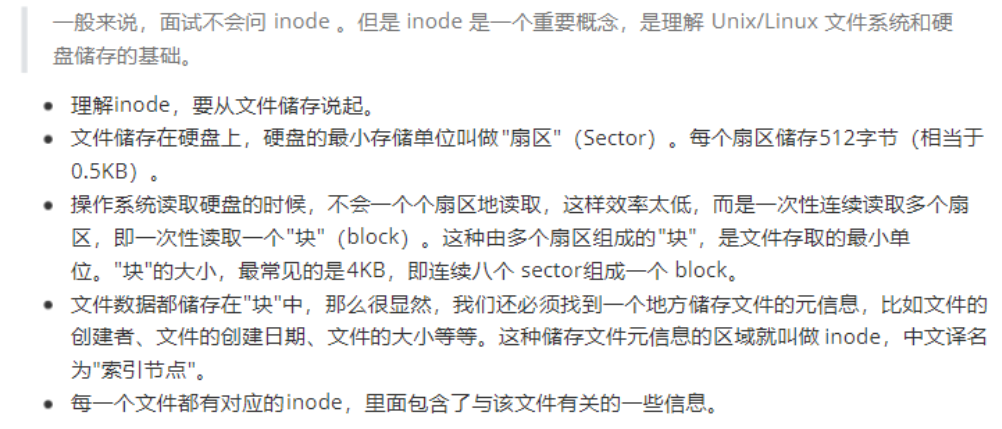 一般来说，面试不会问 inode 。但是 inode 是一个重要概念，是理解 Unix/Linux 文件系统和硬
盘储存的基础。
理解inode，要从文件储存说起。
文件储存在硬盘上，硬盘的最小存储单位叫做"扇区"（Sector）。每个扇区储存512字节（相当于
0.5KB）。
操作系统读取硬盘的时候，不会一个个扇区地读取，这样效率太低，而是一次性连续读取多个扇
区，即一次性读取一个"块"（block）。这种由多个扇区组成的"块"，是文件存取的最小单
位。"块"的大小，最常见的是4KB，即连续八个 sector组成一个 block。
文件数据都储存在"块"中，那么很显然，我们还必须找到一个地方储存文件的元信息，比如文件的
创建者、文件的创建日期、文件的大小等等。这种储存文件元信息的区域就叫做 inode，中文译名
为"索引节点"。
每一个文件都有对应的inode，里面包含了与该文件有关的一些信息。